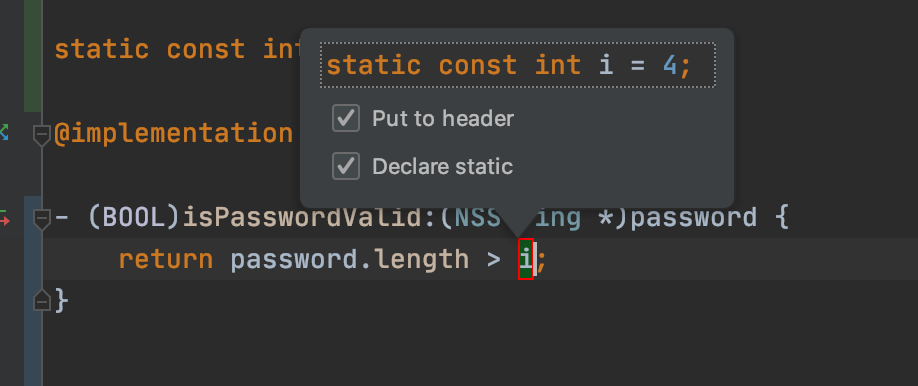 static const int
static const int i = 4;
Put to header
Declare static
@implementation
- (BOOL)isPasswordValid:(NSS ing *)password {
return password.length > i;
}